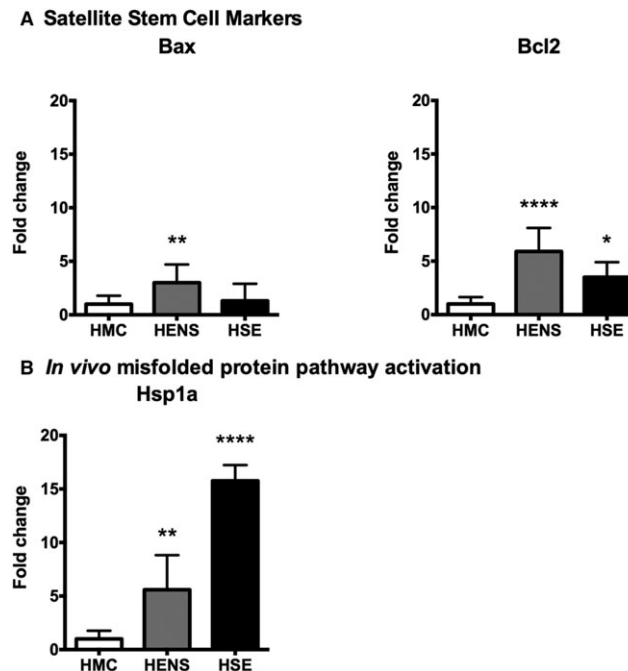 A Satellite Stem Cell Markers
Bax
Bcl2
20
15
10
5
0
Fold change
**
HMC HENS HSE
20
15
10
5
0
Fold change
****
*
HMC HENS HSE
B In vivo misfolded protein pathway activation
Hsp1a
20
15
10
5
0
Fold change
****
**
HMC HENS HSE